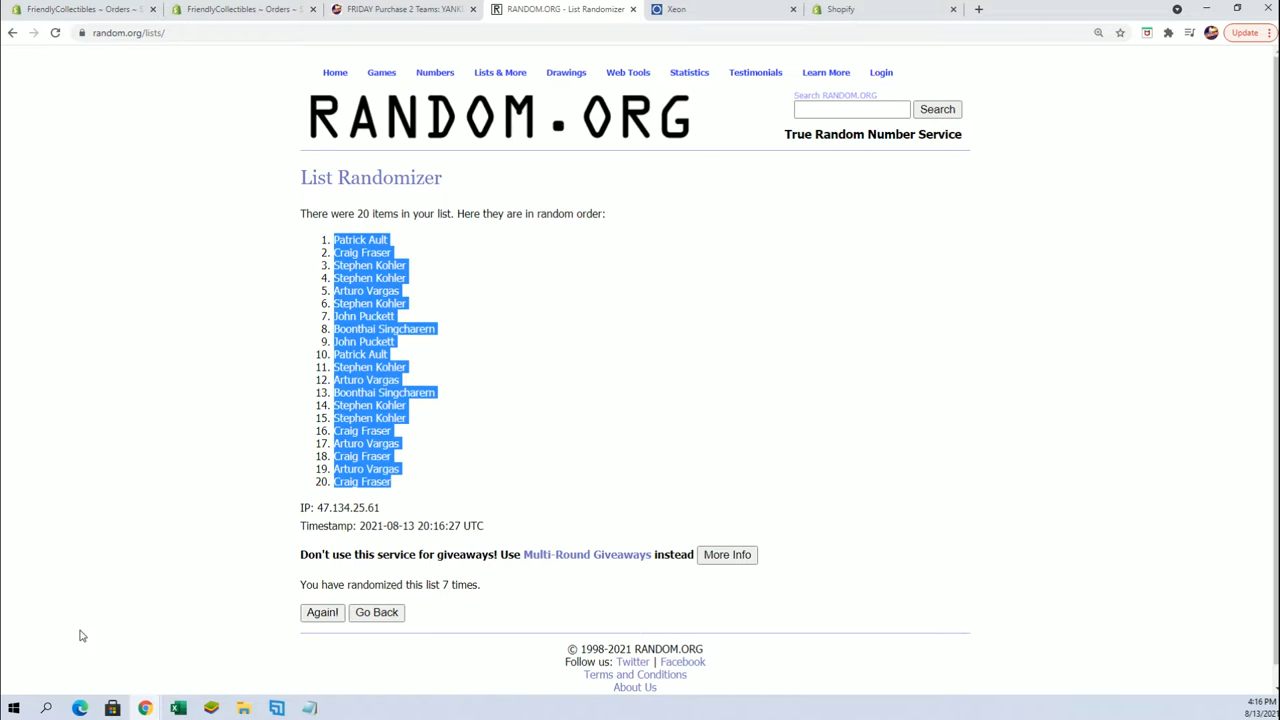 FriendlyCollectibles ~ Orders ~ S
FriendlyCollectibles ~ Orders ~ S
FRIDAY Purchase 2 Teams: YANKE
RANDOM.ORG - List Randomizer
Xeon
Shopify
random.org/lists/
Update
Home Games Numbers Lists & More Drawings Web Tools Statistics Testimonials Learn More Login
Search RANDOM.ORG
RANDOM.ORG
Search
True Random Number Service
List Randomizer
There were 20 items in your list. Here they are in random order:
1. Patrick Ault
2. Craig Fraser
3. Stephen Kohler
4. Stephen Kohler
5. Arturo Vargas
6. Stephen Kohler
7. John Puckett
8. Boonthai Singcharern
9. John Puckett
10. Patrick Ault
11. Stephen Kohler
12. Arturo Vargas
13. Boonthai Singcharern
14. Stephen Kohler
15. Stephen Kohler
16. Craig Fraser
17. Arturo Vargas
18. Craig Fraser
19. Arturo Vargas
20. Craig Fraser
IP: 47.134.25.61
Timestamp: 2021-08-13 20:16:27 UTC
Don't use this service for giveaways! Use Multi-Round Giveaways instead More Info
You have randomized this list 7 times.
Again! Go Back
© 1998-2021 RANDOM.ORG
Follow us: Twitter | Facebook
Terms and Conditions
About Us
4:16 PM
8/13/2021